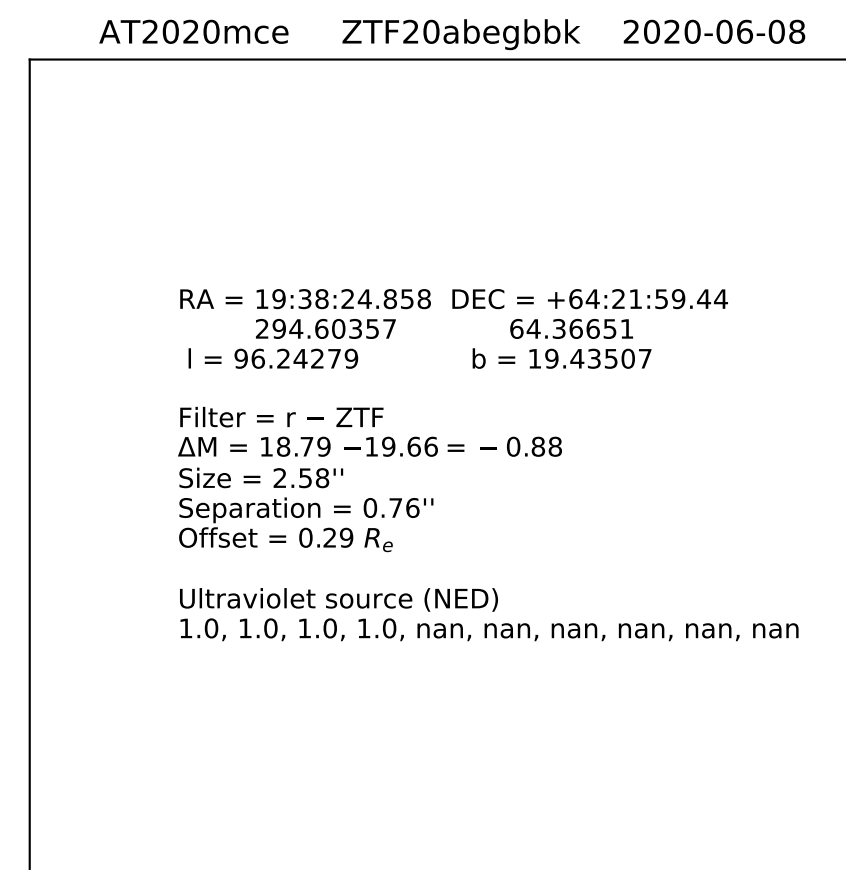 AT2020mce ZTF20abegbbk 2020-06-08
RA = 19:38:24.858 DEC = +64:21:59.44
294.60357 64.36651
l = 96.24279 b = 19.43507
Filter = r − ZTF
ΔM = 18.79 −19.66 = − 0.88
Size = 2.58''
Separation = 0.76''
Offset = 0.29 Re
Ultraviolet source (NED)
1.0, 1.0, 1.0, 1.0, nan, nan, nan, nan, nan, nan